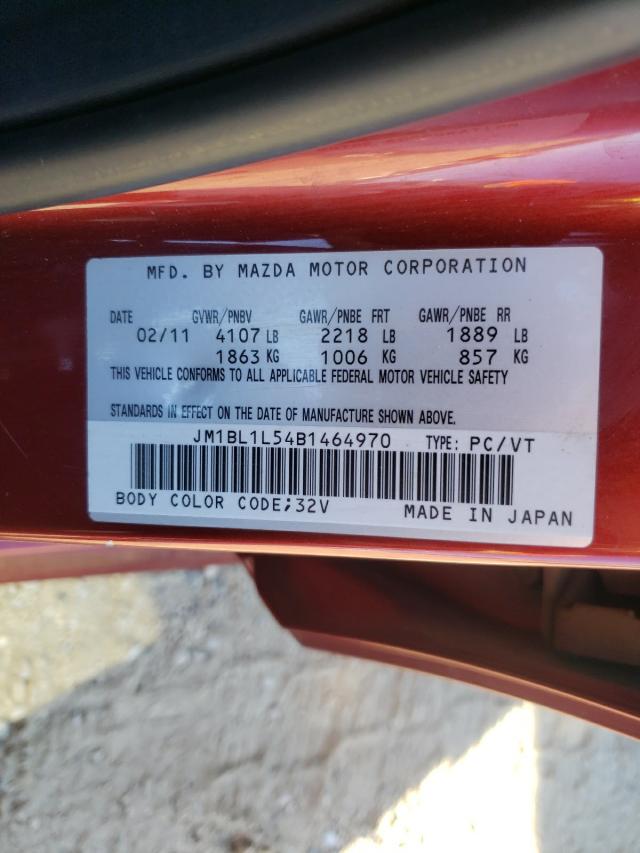 MFD. BY MAZDA MOTOR CORPORATION
DATE GVWR/PNBV GAWR/PNBE FRT GAWR/PNBE RR
02/11 4107 LB 2218 LB 1889 LB
1863 KG 1006 KG 857 KG
THIS VEHICLE CONFORMS TO ALL APPLICABLE FEDERAL MOTOR VEHICLE SAFETY
STANDARDS IN EFFECT ON THE DATE OF MANUFACTURE SHOWN ABOVE.
JM1BL1L54B1464970 TYPE: PC/VT
BODY COLOR CODE;32V MADE IN JAPAN